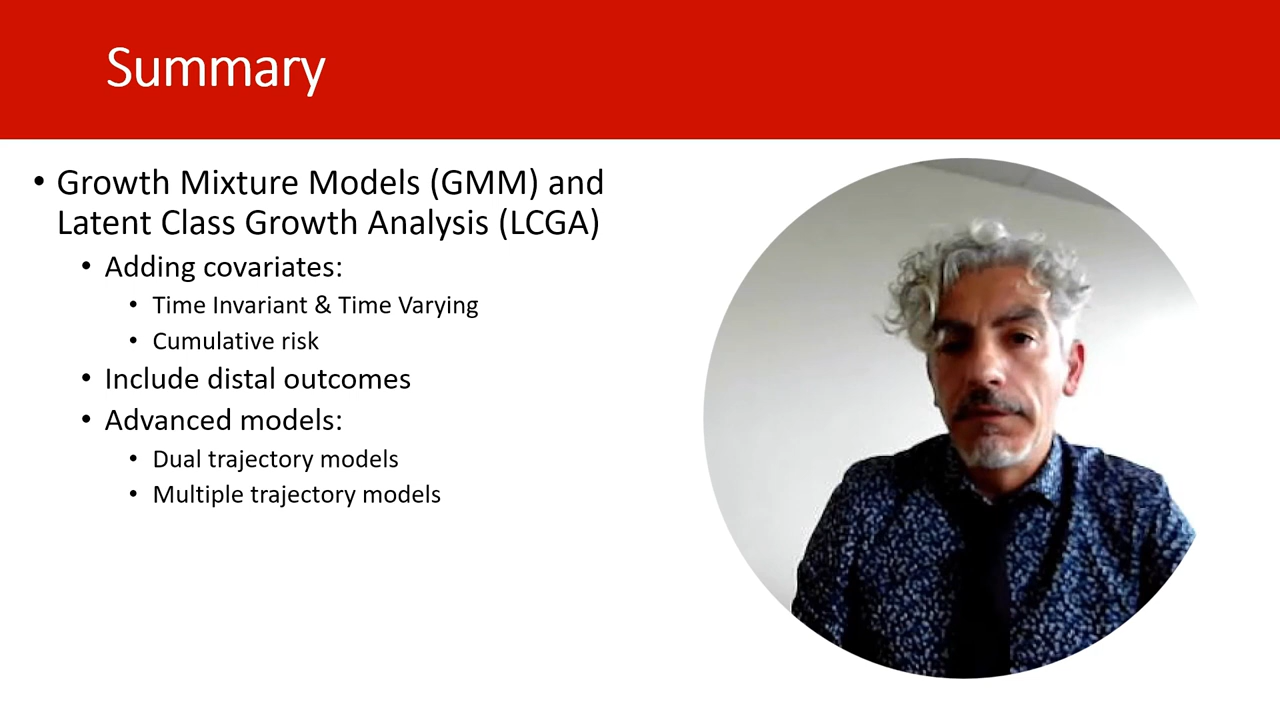 Summary
• Growth Mixture Models (GMM) and
Latent Class Growth Analysis (LCGA)
• Adding covariates:
• Time Invariant & Time Varying
• Cumulative risk
• Include distal outcomes
• Advanced models:
• Dual trajectory models
• Multiple trajectory models